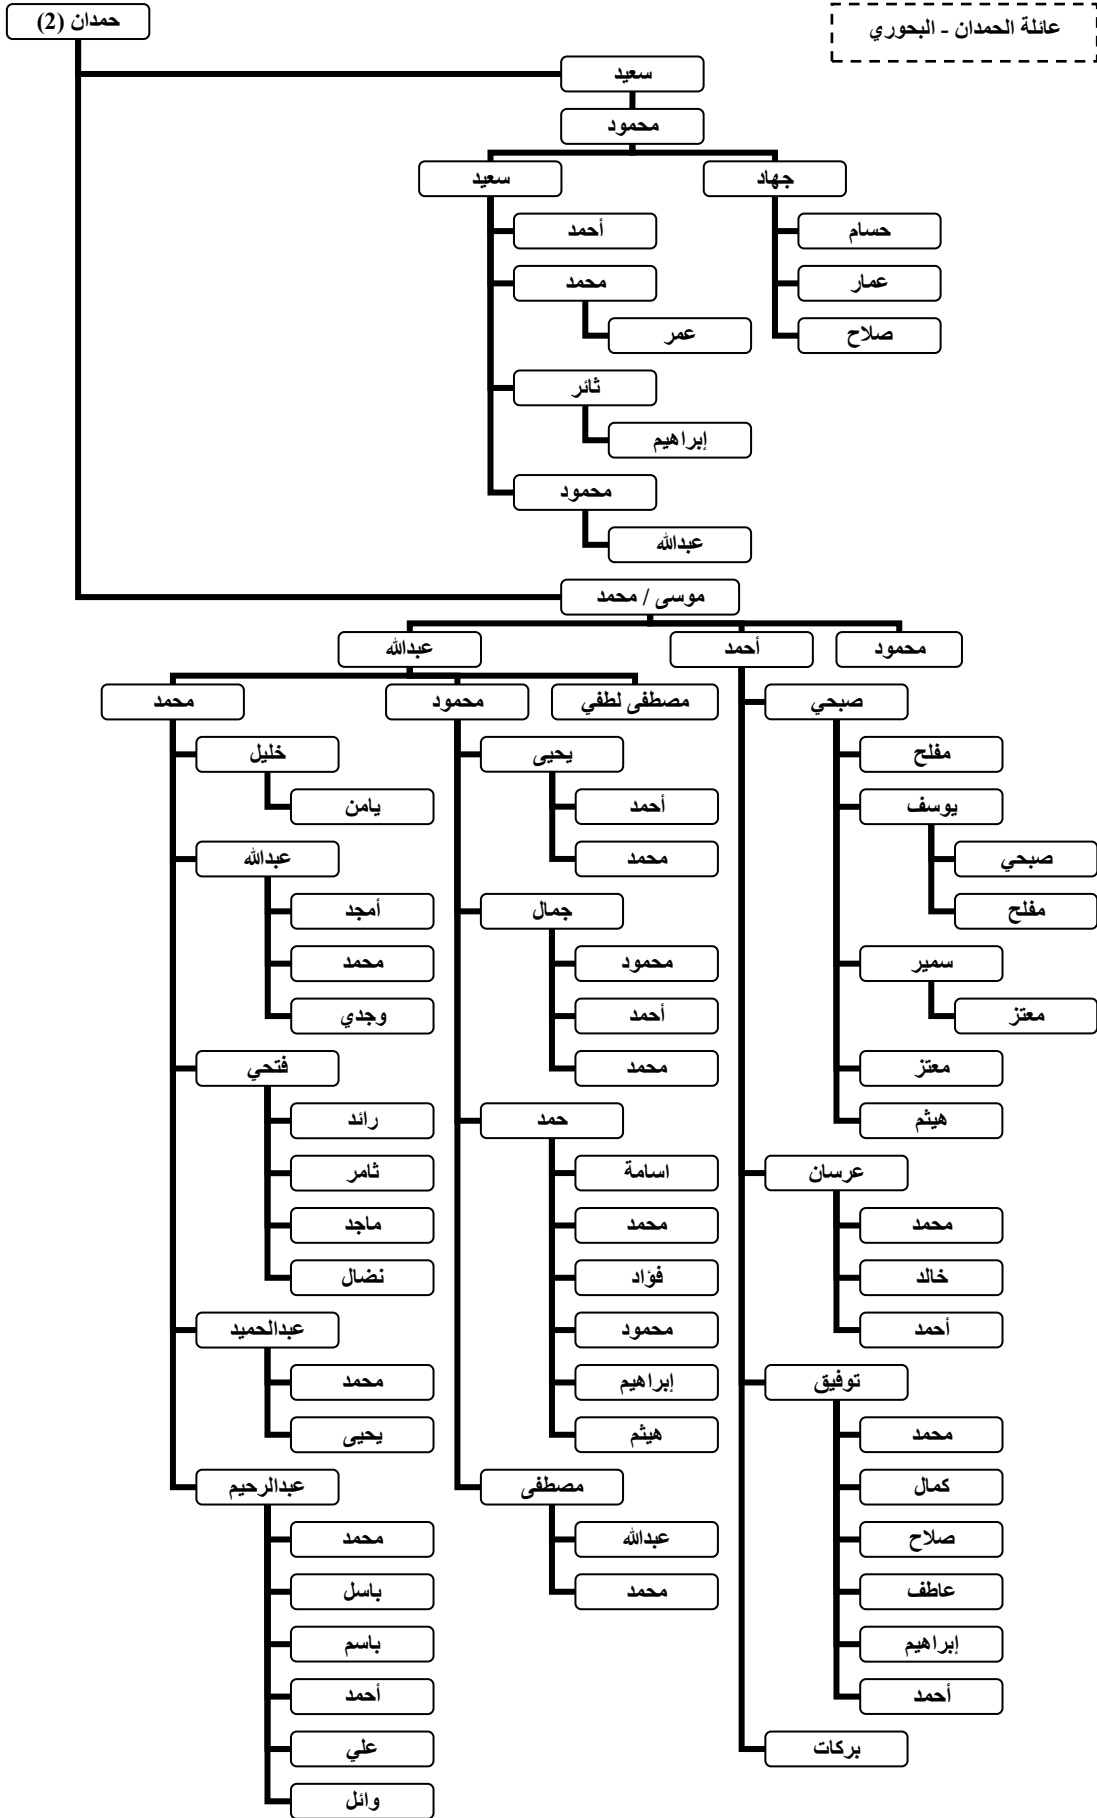 عائلة الحمدان - البحوري
حمدان (2)
سعيد
محمود
جهاد
حسام
عمار
صلاح
سعيد
أحمد
محمد
عمر
ثائر
إبراهيم
محمود
عبدالله
موسى / محمد
محمود
أحمد
صبحي
مفلح
يوسف
صبحي
مفلح
سمير
معتز
معتز
هيثم
عرسان
محمد
خالد
أحمد
توفيق
محمد
كمال
صلاح
عاطف
إبراهيم
أحمد
بركات
عبدالله
مصطفى لطفي
محمود
يحيى
أحمد
محمد
جمال
محمود
أحمد
محمد
حمد
اسامة
محمد
فؤاد
محمود
إبراهيم
هيثم
مصطفى
عبدالله
محمد
محمد
خليل
يامن
عبدالله
أمجد
محمد
وجدي
فتحي
رائد
ثامر
ماجد
نضال
عبدالحميد
محمد
يحيى
عبدالرحيم
محمد
باسل
باسم
أحمد
علي
وائل